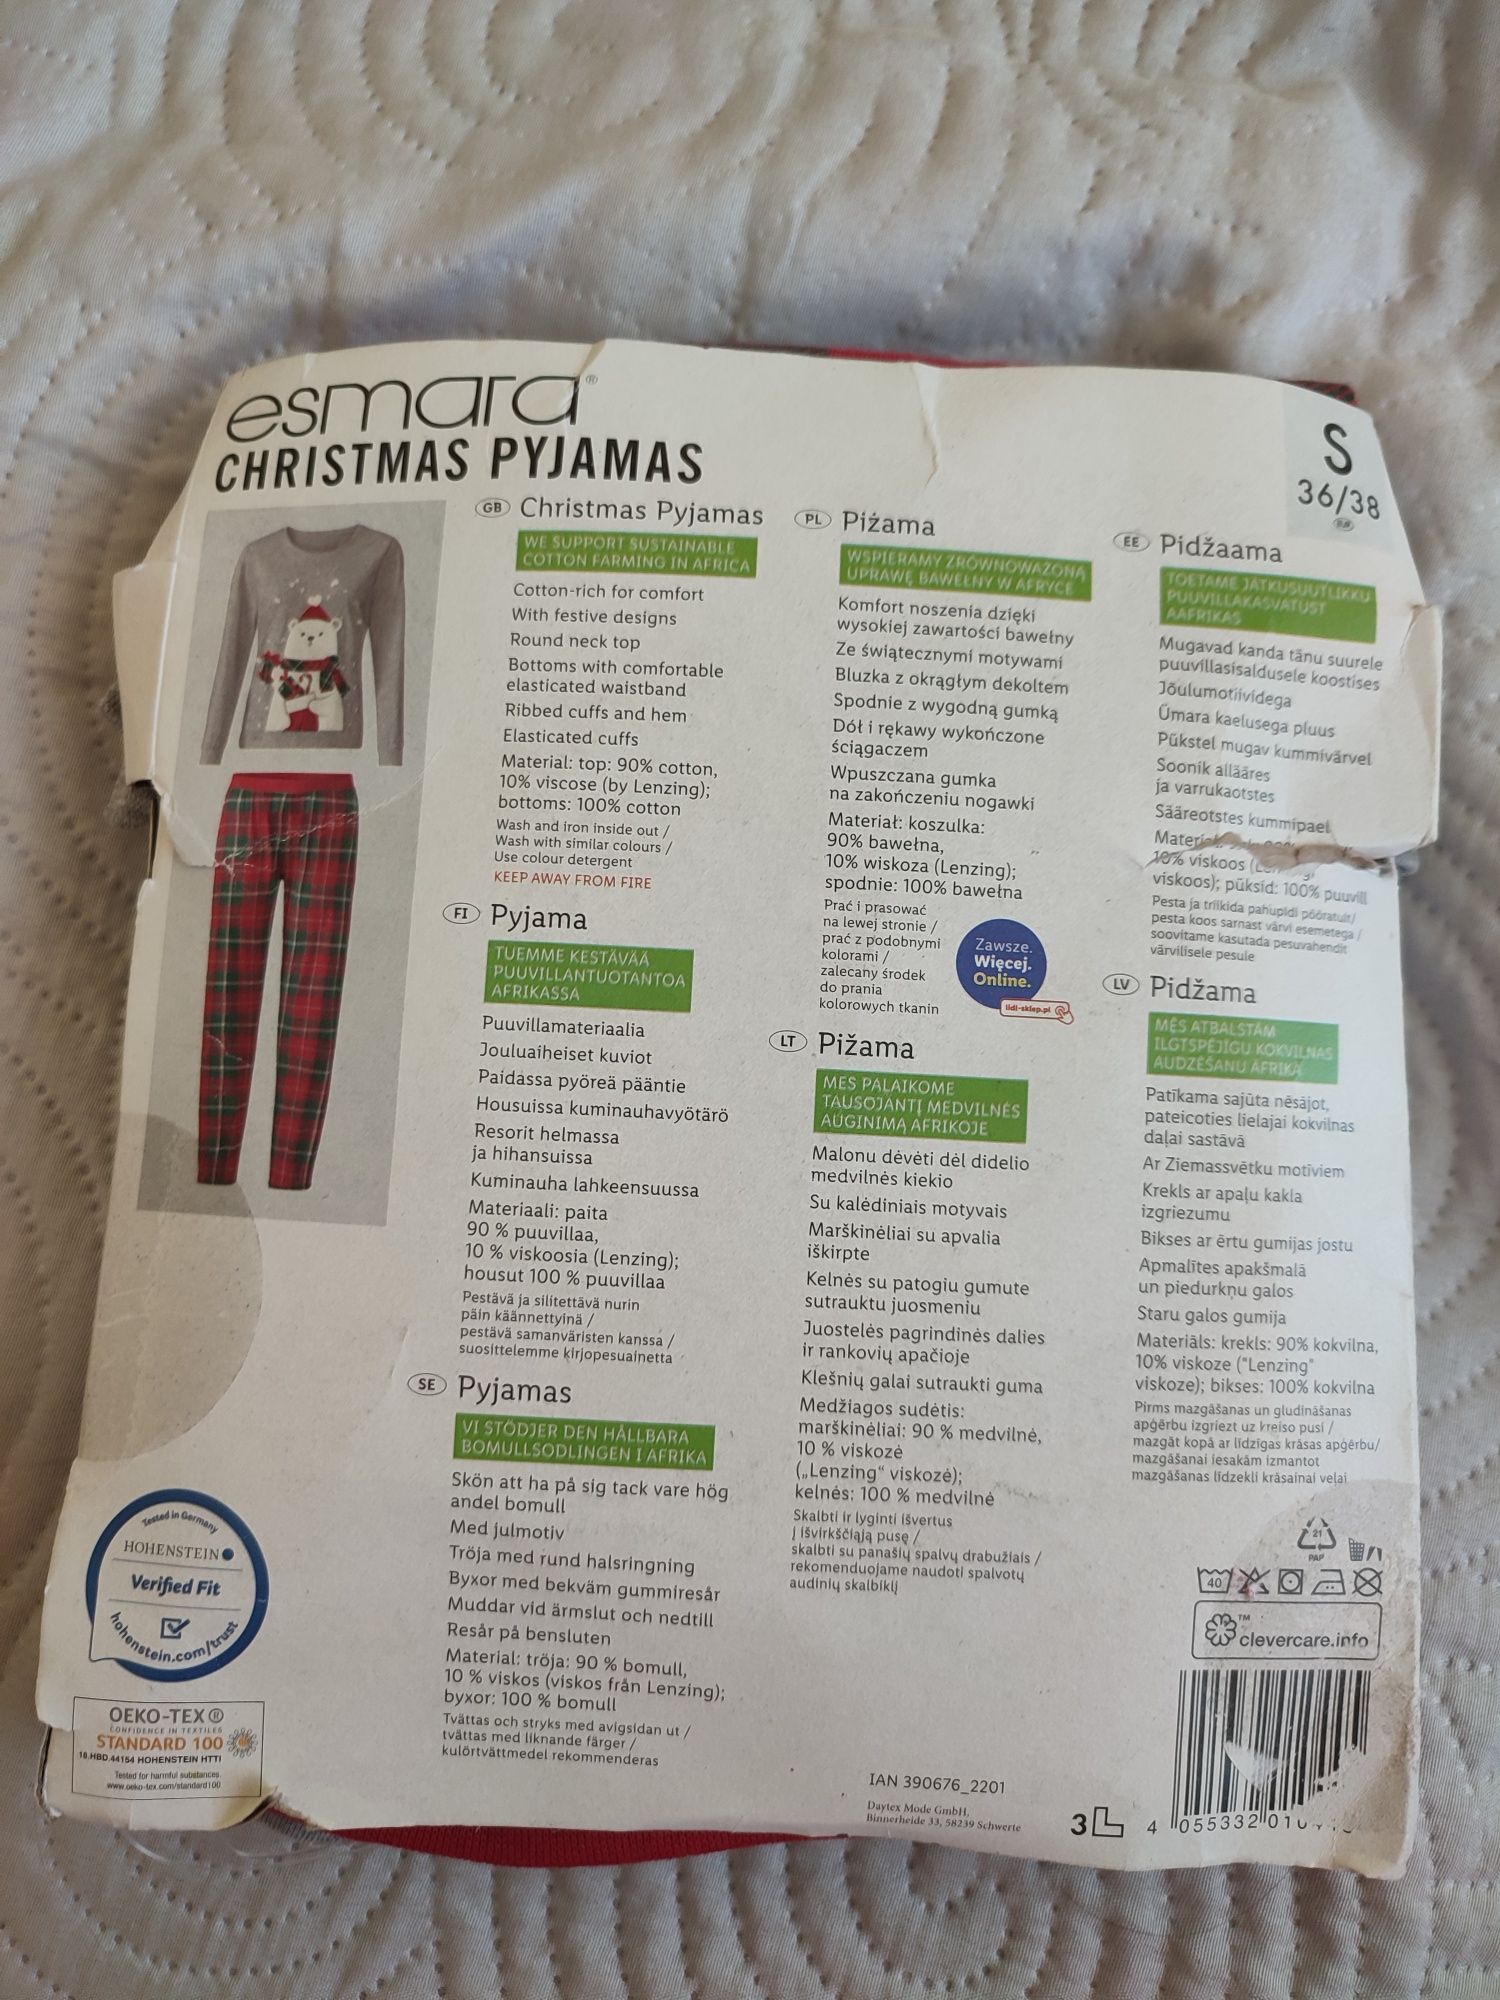 esmara®
CHRISTMAS PYJAMAS
S
36/38
GB Christmas Pyjamas
WE SUPPORT SUSTAINABLE
COTTON FARMING IN AFRICA
Cotton-rich for comfort
With festive designs
Round neck top
Bottoms with comfortable
elasticated waistband
Ribbed cuffs and hem
Elasticated cuffs
Material: top: 90% cotton,
10% viscose (by Lenzing);
bottoms: 100% cotton
Wash and iron inside out /
Wash with similar colours /
Use colour detergent
KEEP AWAY FROM FIRE
FI Pyjama
TUEMME KESTÄVÄÄ
PUUVILLANTUOTANTOA
AFRIKASSA
Puuvillamateriaalia
Jouluaiheiset kuviot
Paidassa pyöreä pääntie
Housuissa kuminauhavyötärö
Resorit helmassa
ja hihansuissa
Kuminauha lahkeensuussa
Materiaali: paita
90 % puuvillaa,
10 % viskoosia (Lenzing);
housut 100 % puuvillaa
Pestävä ja silitettävä nurin
päin käännettyinä /
pestävä samanväristen kanssa /
suosittelemme kirjopesuainetta
SE Pyjamas
VI STÖDJER DEN HÅLLBARA
BOMULLSODLINGEN I AFRIKA
Skön att ha på sig tack vare hög
andel bomull
Med julmotiv
Tröja med rund halsringning
Byxor med bekväm gummiresår
Muddar vid ärmslut och nedtill
Resår på bensluten
Material: tröja: 90 % bomull,
10 % viskos (viskos från Lenzing);
byxor: 100 % bomull
Tvättas och stryks med avigsidan ut /
tvättas med liknande färger /
kulörtvättmedel rekommenderas
PL Piżama
WSPIERAMY ZRÓWNOWAŻONĄ
UPRAWĘ BAWEŁNY W AFRYCE
Komfort noszenia dzięki
wysokiej zawartości bawełny
Ze świątecznymi motywami
Bluzka z okrągłym dekoltem
Spodnie z wygodną gumką
Dół i rękawy wykończone
ściągaczem
Wpuszczana gumka
na zakończeniu nogawki
Materiał: koszulka:
90% bawełna,
10% wiskoza (Lenzing);
spodnie: 100% bawełna
Prać i prasować
na lewej stronie /
prać z podobnymi
kolorami /
zalecany środek
do prania
kolorowych tkanin
Zawsze.
Więcej.
Online.
lidl-sklep.pl
LT Pižama
MES PALAIKOME
TAUSOJANTĮ MEDVILNĖS
AUGINIMĄ AFRIKOJE
Malonu dėvėti dėl didelio
medvilnės kiekio
Su kalėdiniais motyvais
Marškinėliai su apvalia
iškirpte
Kelnės su patogiu gumute
sutrauktu juosmeniu
Juostelės pagrindinės dalies
ir rankovių apačioje
Klešnių galai sutraukti guma
Medžiagos sudėtis:
marškinėliai: 90 % medvilnė,
10 % viskozė
(„Lenzing“ viskozė);
kelnės: 100 % medvilnė
Skalbti ir lyginti išvertus
į išvirkščiąją pusę /
skalbti su panašių spalvų drabužiais /
rekomenduojame naudoti spalvotų
audinių skalbiklį
EE Pidžaama
TOETAME JÄTKUSUUTLIKKU
PUUVILLAKASVATUST
AAFRIKAS
Mugavad kanda tänu suurele
puuvillasisaldusele koostises
Jõulumotiividega
Ümara kaelusega pluus
Pükstel mugav kummivärvel
Soonik allääres
ja varrukaotstes
Sääreotstes kummipael
10% viskoos
viskoos); püksid: 100% puuvill
Pesta ja triikida pahupidi pööratult/
pesta koos sarnast värvi esemetega /
soovitame kasutada pesuvahendit
värvilisele pesule
LV Pidžama
MĒS ATBALSTĀM
ILGTSPĒJĪGU KOKVILNAS
AUDZĒŠANU ĀFRIKĀ
Patīkama sajūta nēsājot,
pateicoties lielajai kokvilnas
daļai sastāvā
Ar Ziemassvētku motīviem
Krekls ar apaļu kakla
izgriezumu
Bikses ar ērtu gumijas jostu
Apmalītes apakšmalā
un piedurkņu galos
Staru galos gumija
Materiāls: krekls: 90% kokvilna,
10% viskoze ("Lenzing"
viskoze); bikses: 100% kokvilna
Pirms mazgāšanas un gludināšanas
apģērbu izgriezt uz kreiso pusi /
mazgāt kopā ar līdzīgas krāsas apģērbu/
mazgāšanai iesakām izmantot
mazgāšanas līdzekli krāsainai veļai
Tested in Germany
HOHENSTEIN
Verified Fit
hohenstein.com/trust
OEKO-TEX®
CONFIDENCE IN TEXTILES
STANDARD 100
18.HBD.44154 HOHENSTEIN HTTI
Tested for harmful substances.
www.oeko-tex.com/standard100
21
PAP
40
™
clevercare.info
IAN 390676_2201
Daytex Mode GmbH,
Binnerheide 33, 58239 Schwerte
3
4 055332 01